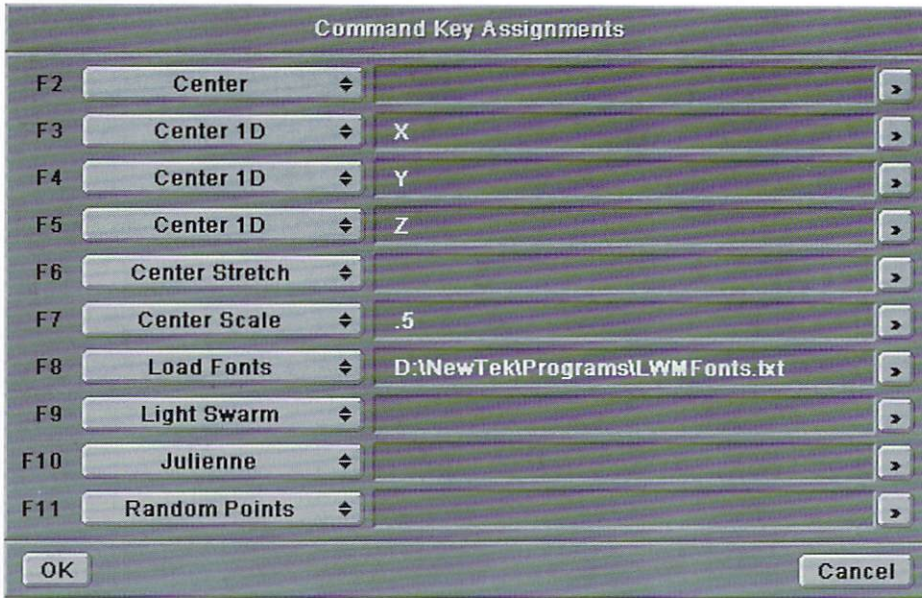 Command Key Assignments
F2 Center
F3 Center 1D X
F4 Center 1D Y
F5 Center 1D Z
F6 Center Stretch
F7 Center Scale .5
F8 Load Fonts D:\NewTek\Programs\LWMFonts.txt
F9 Light Swarm
F10 Julienne
F11 Random Points
OK Cancel